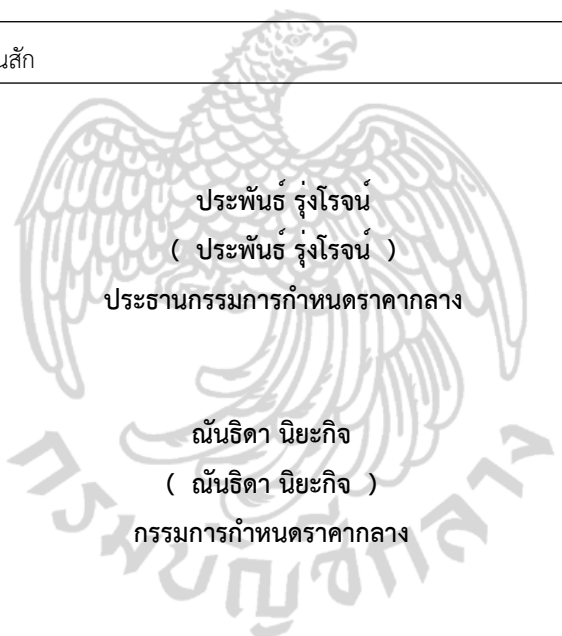 นสัก
ประพันธ์ รุ่งโรจน์
( ประพันธ์ รุ่งโรจน์ )
ประธานกรรมการกำหนดราคากลาง
ณันธิดา นิยะกิจ
( ณันธิดา นิยะกิจ )
กรรมการกำหนดราคากลาง
กรมบัญชีกลาง